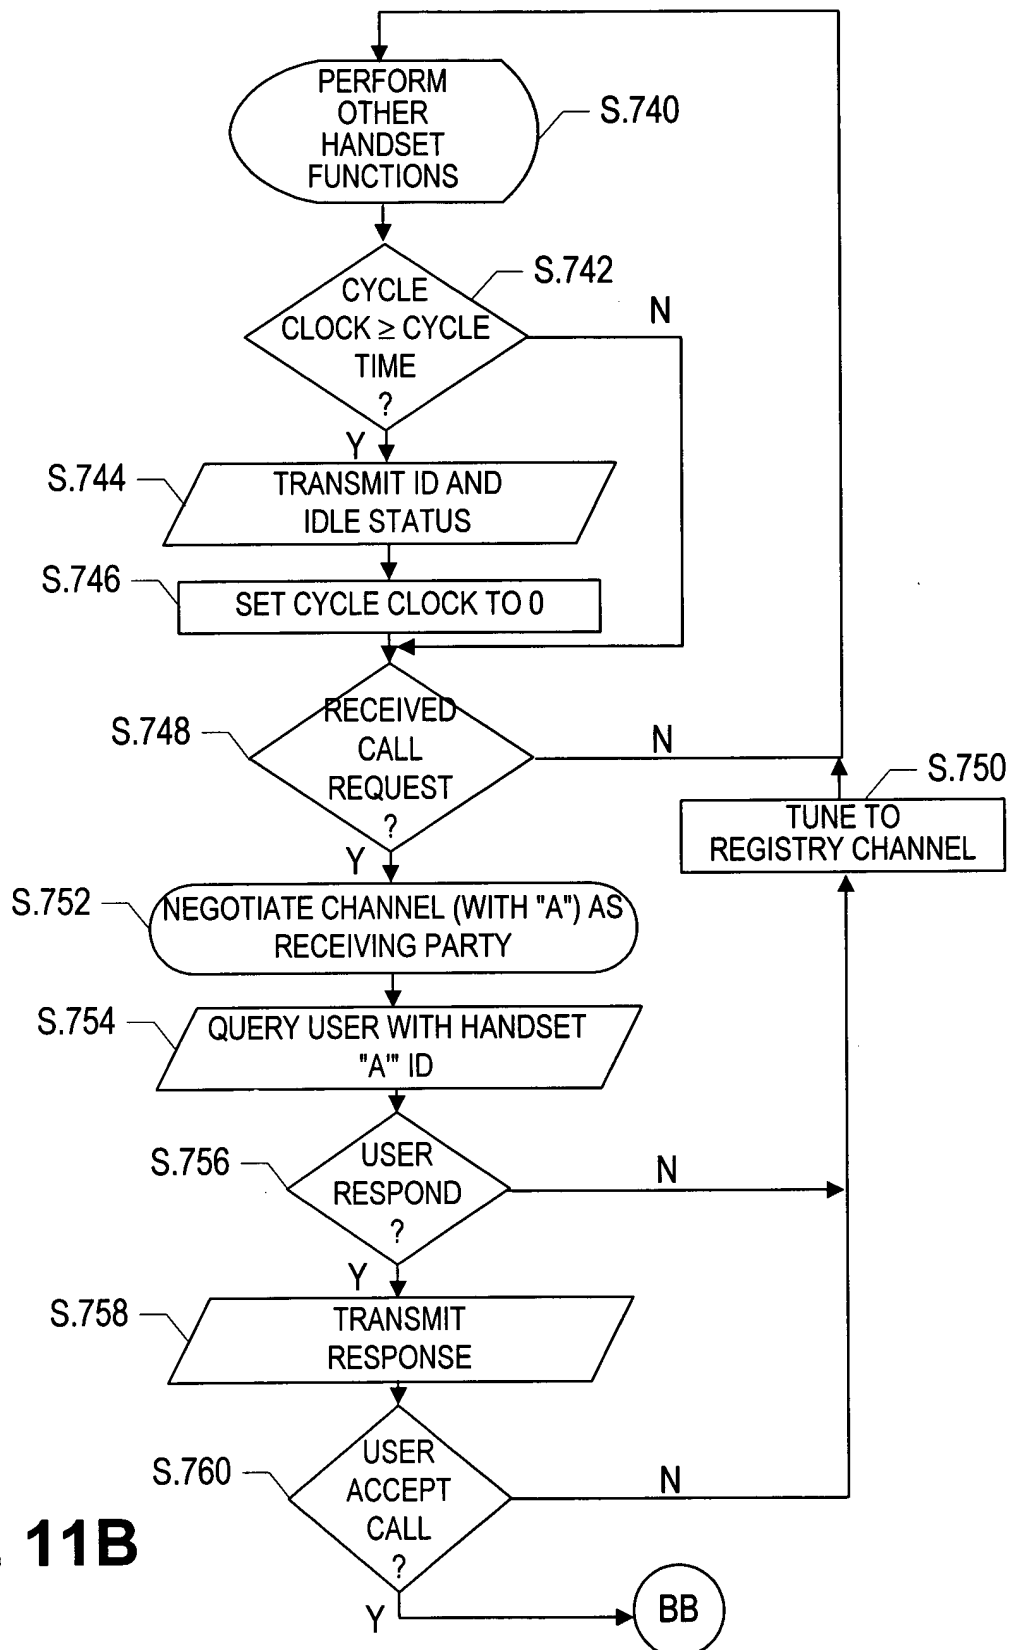 PERFORM
OTHER
HANDSET
FUNCTIONS
S.740
CYCLE
CLOCK ≥ CYCLE
TIME
?
S.742
N
Y
S.744
TRANSMIT ID AND
IDLE STATUS
S.746
SET CYCLE CLOCK TO 0
S.748
RECEIVED
CALL
REQUEST
?
N
Y
S.750
TUNE TO
REGISTRY CHANNEL
S.752
NEGOTIATE CHANNEL (WITH "A") AS
RECEIVING PARTY
S.754
QUERY USER WITH HANDSET
"A'" ID
S.756
USER
RESPOND
?
N
Y
S.758
TRANSMIT
RESPONSE
S.760
USER
ACCEPT
CALL
?
N
Y
BB
11B